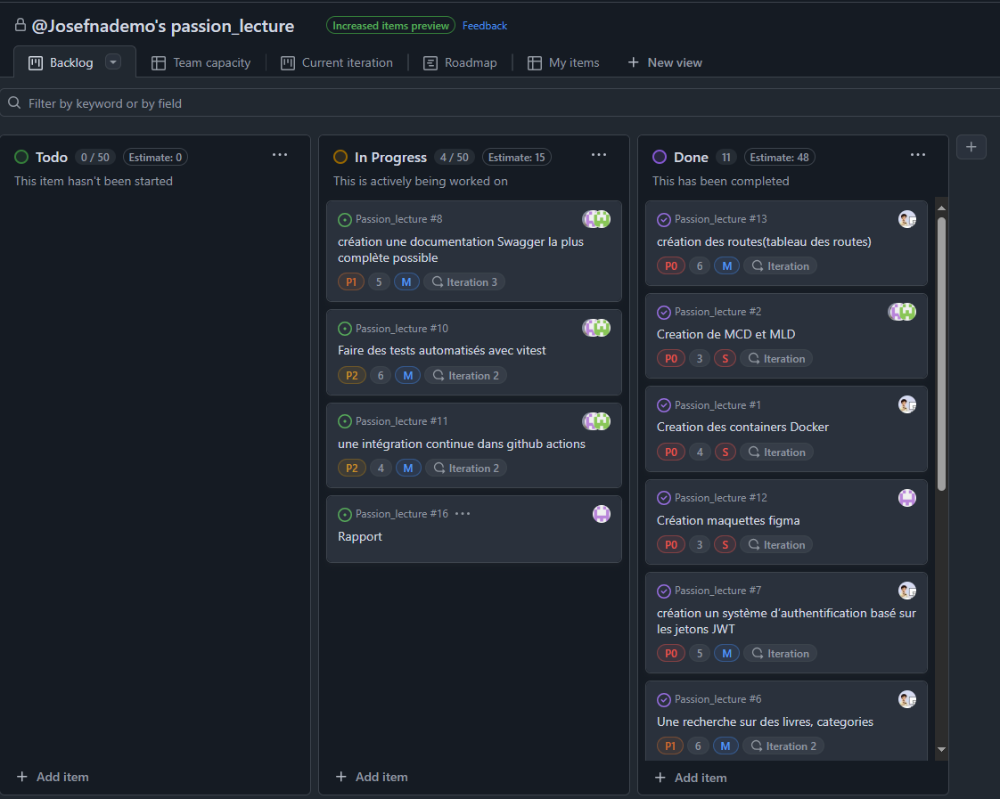 @Josefnademo's passion_lecture Increased items preview Feedback
Backlog Team capacity Current iteration Roadmap My items New view
Filter by keyword or by field
Todo 0 / 50 Estimate: 0
This item hasn't been started
Add item
In Progress 4 / 50 Estimate: 15
This is actively being worked on
Passion_lecture #8
création une documentation Swagger la plus
complète possible
P1 5 M Iteration 3
Passion_lecture #10
Faire des tests automatisés avec vitest
P2 6 M Iteration 2
Passion_lecture #11
une intégration continue dans github actions
P2 4 M Iteration 2
Passion_lecture #16
Rapport
Add item
Done 11 Estimate: 48
This has been completed
Passion_lecture #13
création des routes(tableau des routes)
P0 6 M Iteration
Passion_lecture #2
Creation de MCD et MLD
P0 3 S Iteration
Passion_lecture #1
Creation des containers Docker
P0 4 S Iteration
Passion_lecture #12
Création maquettes figma
P0 3 S Iteration
Passion_lecture #7
création un système d’authentification basé sur
les jetons JWT
P0 5 M Iteration
Passion_lecture #6
Une recherche sur des livres, categories
P1 6 M Iteration 2
Add item